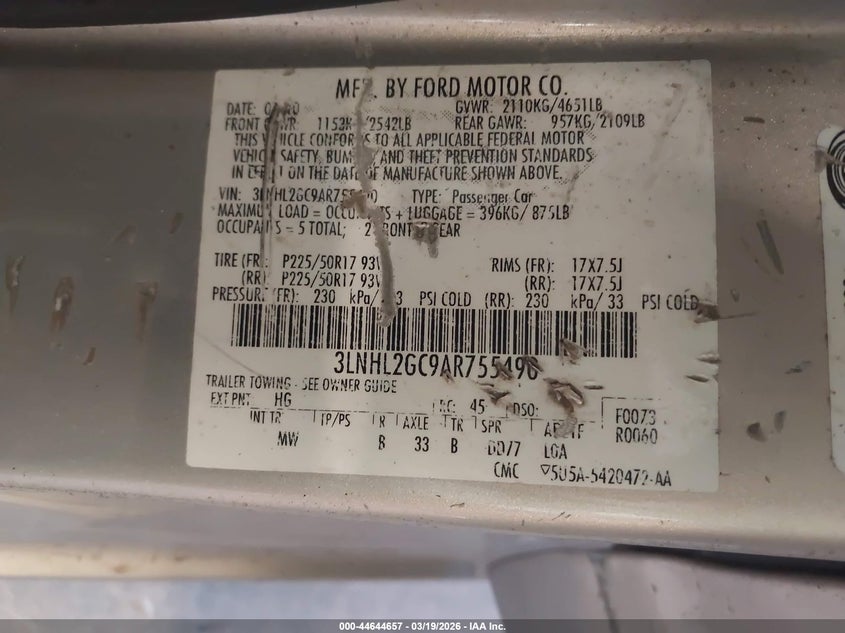 MFD. BY FORD MOTOR CO.
DATE: GVWR: 2110KG/4651LB
FRONT 2542LB REAR GAWR: 957KG/2109LB
THIS VEHICLE CONFORMS TO ALL APPLICABLE FEDERAL MOTOR
VEHICLE SAFETY, BUMPER, AND THEFT PREVENTION STANDARDS
IN EFFECT ON THE DATE OF MANUFACTURE SHOWN ABOVE.
VIN: TYPE: Passenger Car
MAXIMUM LOAD = OCCUPANTS + LUGGAGE = 396KG/ 875LB
OCCUPANTS = 5 TOTAL; 2 FRONT REAR
TIRE (FR): P225/50R17 93V RIMS (FR): 17X7.5J
(RR): P225/50R17 93V (RR): 17X7.5J
PRESSURE (FR): 230 kPa/ 33 PSI COLD (RR): 230 kPa/ 33 PSI COLD
3LNHL2GC9AR755496
TRAILER TOWING - SEE OWNER GUIDE
EXT PNT: HG RC: 45 DSO: F0073
INT TR TP/PS R AXLE TR SPR R0060
MW B 33 B DD/7 LOA
CMC ▽5U5A-5420472-AA
000-44644657 | 03/19/2026 | IAA Inc.